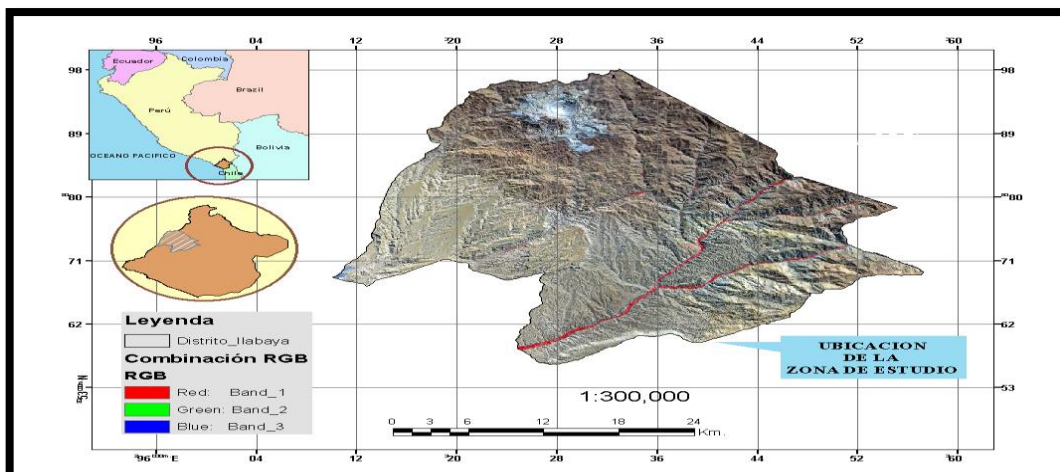 96 04 12 20 28 36 44 52 60
98 98
Ecuador
Colombia
Brazil
Perú
89 89
OCEANO PACIFICO
Bolivia
Chile
80 80
71 71
62 62
Leyenda
Distrito_Ilabaya
Combinación RGB
RGB
Red: Band_1
Green: Band_2
Blue: Band_3
UBICACION
DE LA
ZONA DE ESTUDIO
53
1:300,000
0 3 6 12 18 24
Km.
96 E 04 12 20 28 36 44 52 60